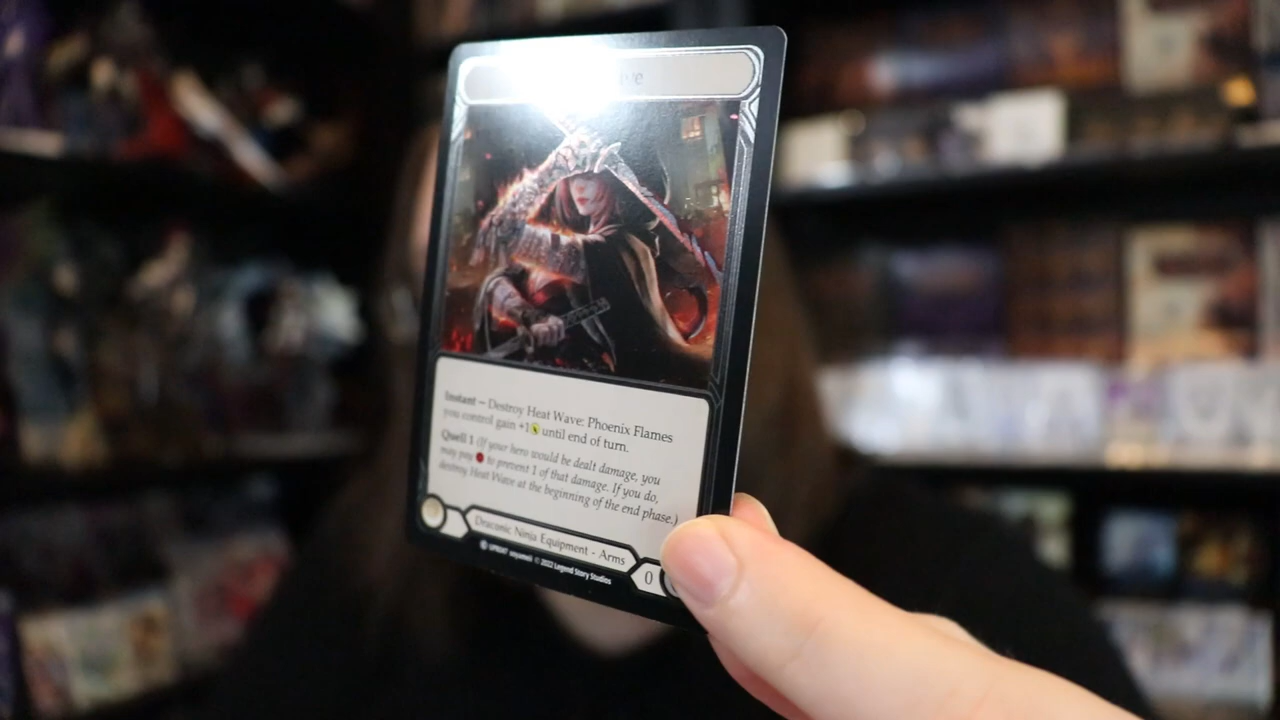 Instant – Destroy Heat Wave: Phoenix Flames
you control gain +1 until end of turn.
Quell 1 (If your hero would be dealt damage, you
may pay to prevent 1 of that damage. If you do,
destroy Heat Wave at the beginning of the end phase.)
Draconic Ninja Equipment - Arms
0
© 2022 Legend Story Studios